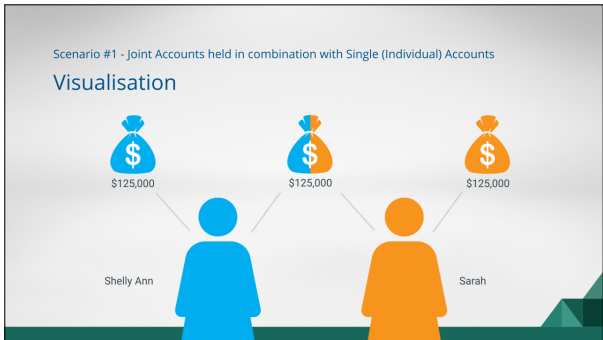 Scenario #1 - Joint Accounts held in combination with Single (Individual) Accounts
Visualisation
$ $ $
$125,000 $125,000 $125,000
Shelly Ann Sarah